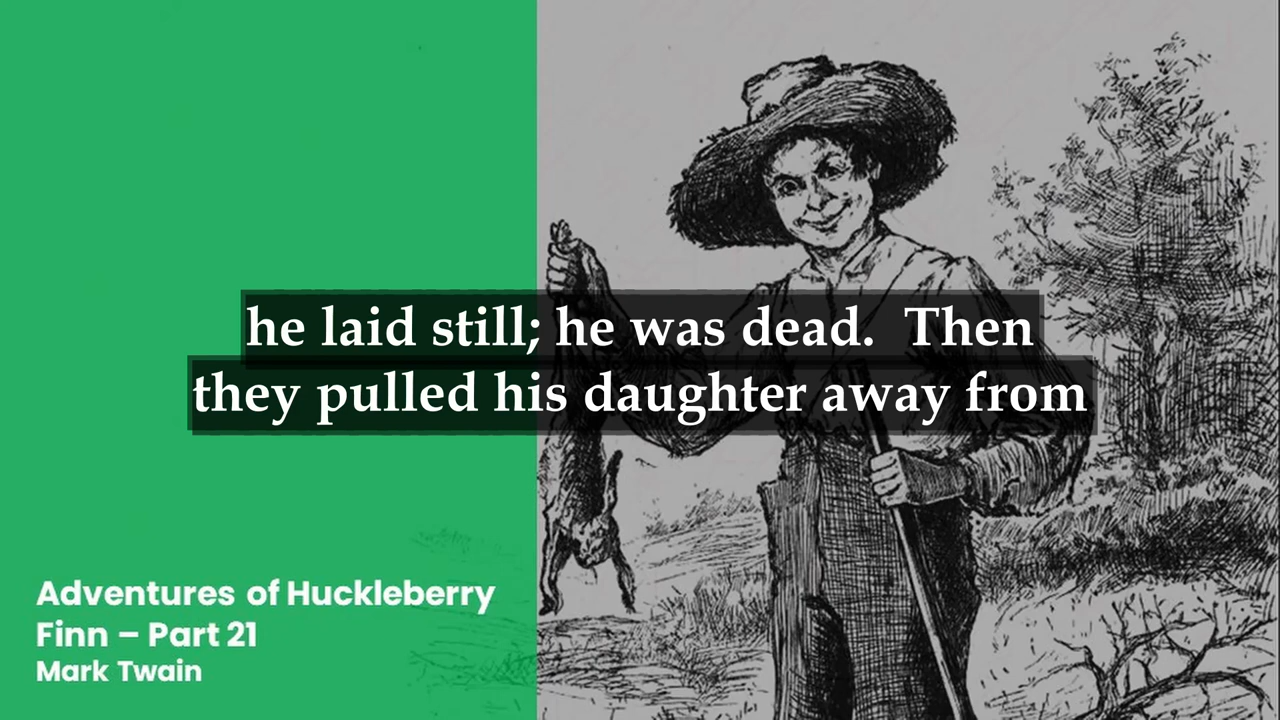 he laid still; he was dead.  Then
they pulled his daughter away from
Adventures of Huckleberry
Finn – Part 21
Mark Twain